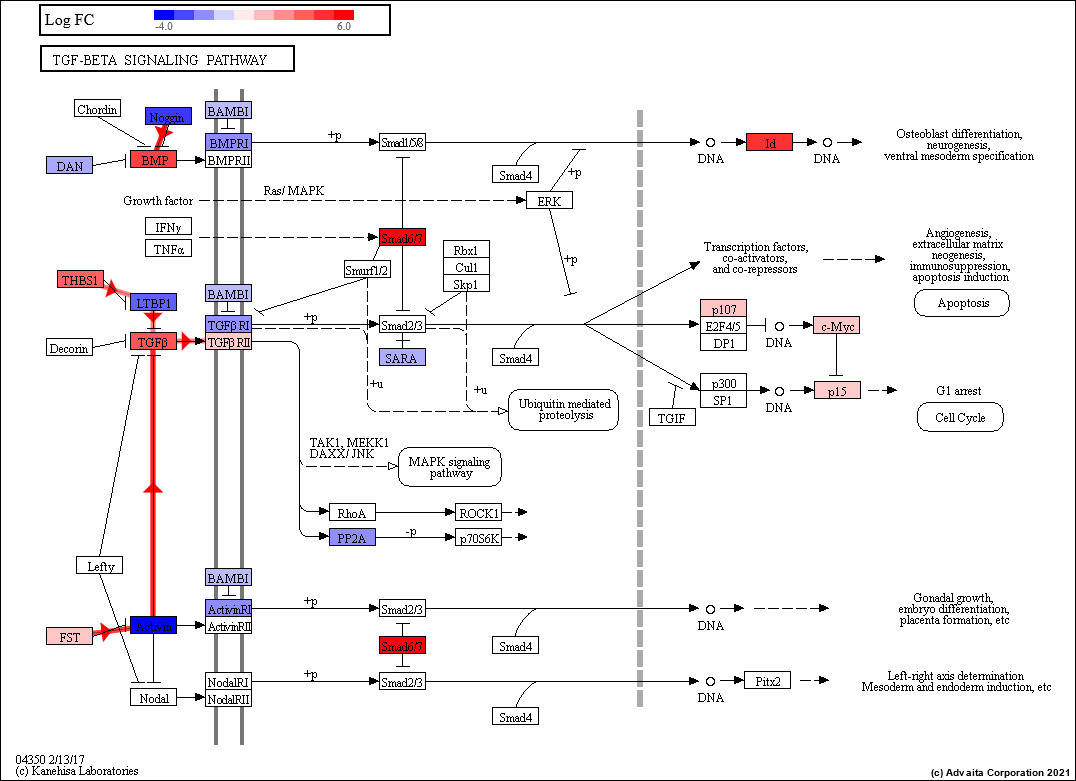 Log FC
-4.0 6.0
TGF-BETA SIGNALING PATHWAY
Chordin
Noggin
BAMBI
BMPRI
DAN
BMP
BMPRII
+p
Smad1/5/8
Smad4
+p
DNA
Id
DNA
Osteoblast differentiation,
neurogenesis,
ventral mesoderm specification
Growth factor
Ras/ MAPK
ERK
IFNγ
TNFα
Smad6/7
Smurf1/2
Rbx1
Cul1
Skp1
+p
Transcription factors,
co-activators,
and co-repressors
Angiogenesis,
extracellular matrix
neogenesis,
immunosuppression,
apoptosis induction
Apoptosis
THBS1
LTBP1
BAMBI
TGFβ RI
+p
Smad2/3
Decorin
TGFβ
TGFβ RII
SARA
Smad4
p107
E2F4/5
DP1
DNA
c-Myc
p300
SP1
DNA
p15
TGIF
G1 arrest
Cell Cycle
+u
+u
Ubiquitin mediated
proteolysis
TAK1, MEKK1
DAXX/ JNK
MAPK signaling
pathway
RhoA
ROCK1
PP2A
-p
p70S6K
Lefty
BAMBI
ActivinRI
+p
Smad2/3
FST
Activin
ActivinRII
Smad6/7
Smad4
DNA
Gonadal growth,
embryo differentiation,
placenta formation, etc
Nodal
NodalRI
NodalRII
+p
Smad2/3
Smad4
DNA
Pitx2
Left-right axis determination
Mesoderm and endoderm induction, etc
04350 2/13/17
(c) Kanehisa Laboratories
(c) Advaita Corporation 2021